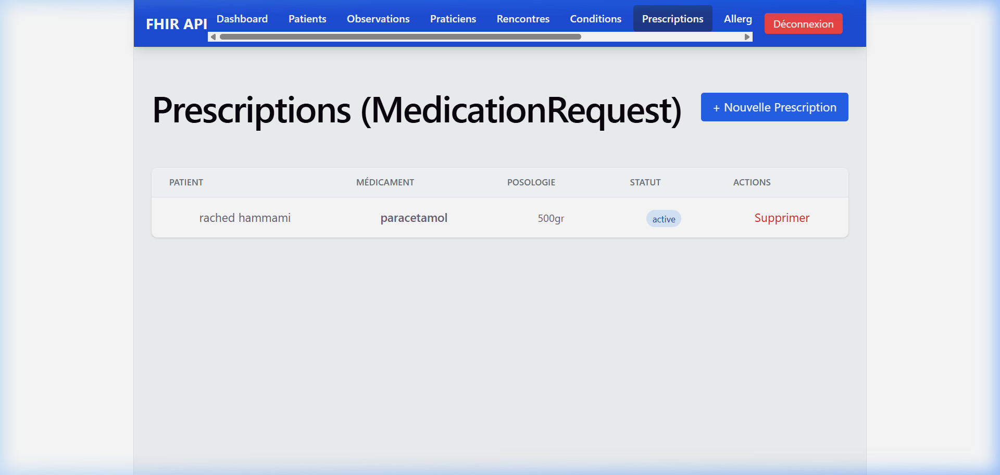 FHIR API Dashboard Patients Observations Praticiens Rencontres Conditions Prescriptions Allerg Déconnexion
Prescriptions (MedicationRequest) + Nouvelle Prescription
PATIENT MÉDICAMENT POSOLOGIE STATUT ACTIONS
rached hammami paracetamol 500gr active Supprimer